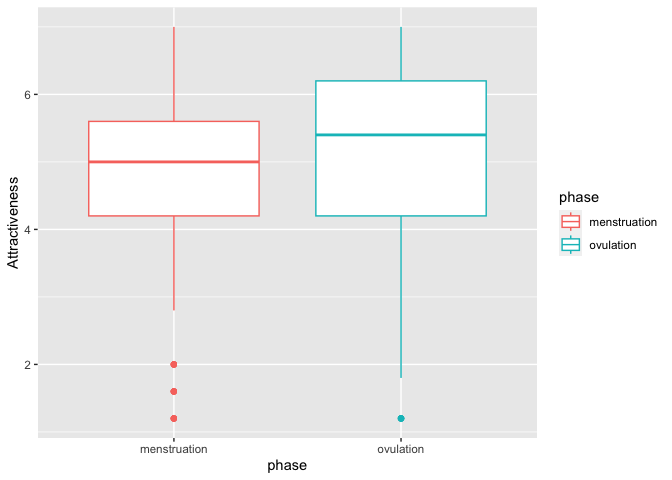 Attractiveness
6
4
2
menstruation
ovulation
phase
phase
menstruation
ovulation